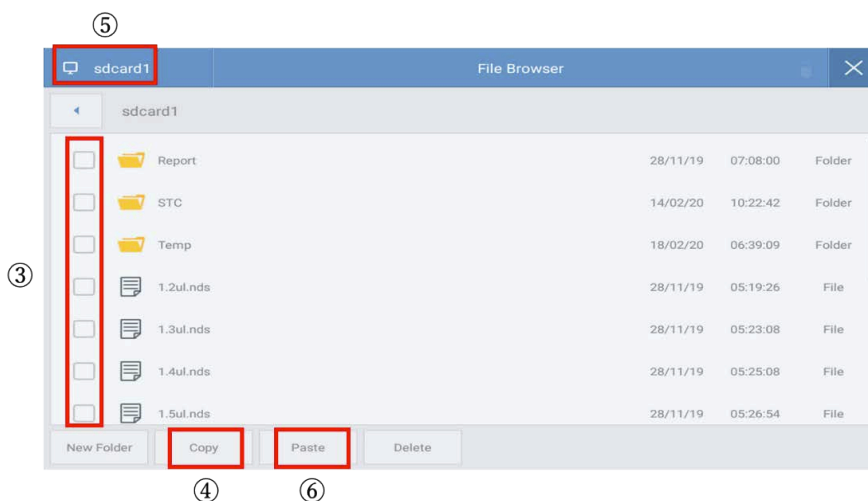 ⑤
sdcard1 File Browser
sdcard1
Report 28/11/19 07:08:00 Folder
STC 14/02/20 10:22:42 Folder
Temp 18/02/20 06:39:09 Folder
③
1.2ul.nds 28/11/19 05:19:26 File
1.3ul.nds 28/11/19 05:23:08 File
1.4ul.nds 28/11/19 05:25:08 File
1.5ul.nds 28/11/19 05:26:54 File
New Folder Copy Paste Delete
④ ⑥